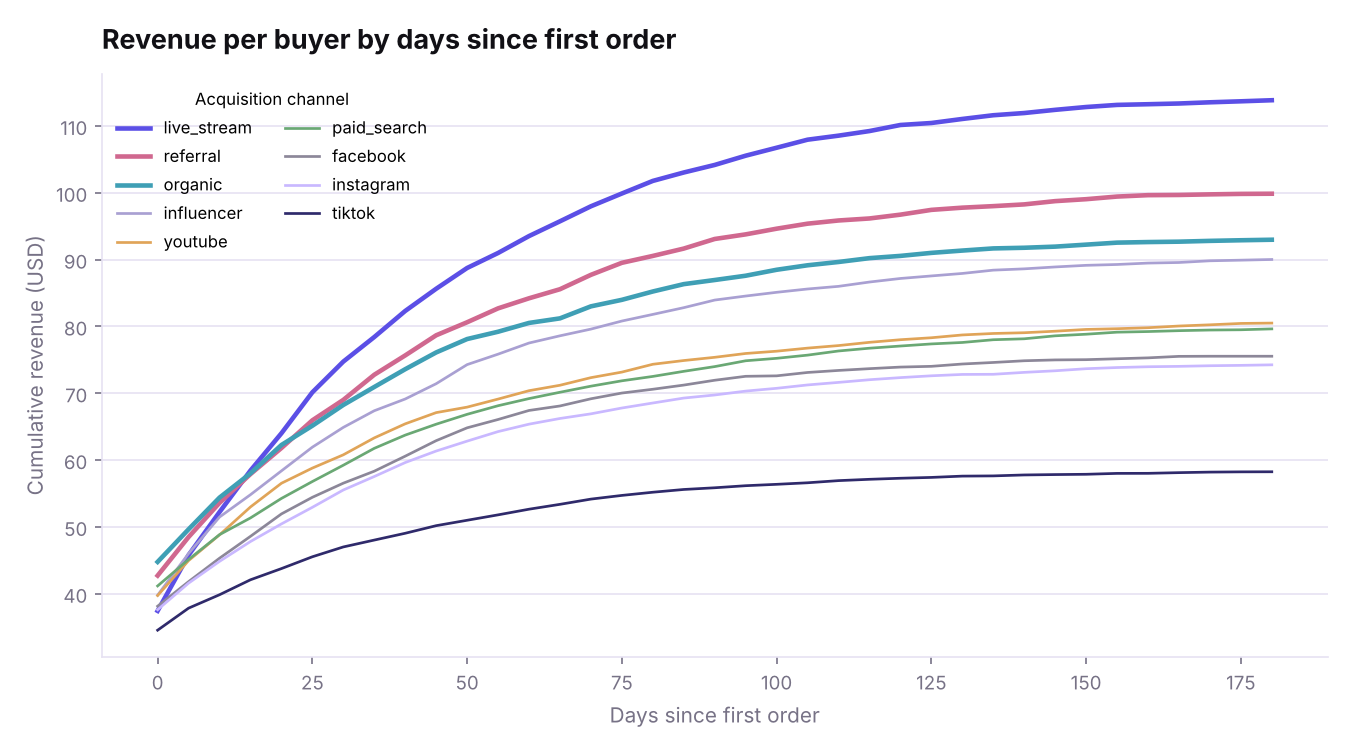 Revenue per buyer by days since first order
Acquisition channel
live_stream
referral
organic
influencer
youtube
paid_search
facebook
instagram
tiktok
Cumulative revenue (USD)
110
100
90
80
70
60
50
40
0 25 50 75 100 125 150 175
Days since first order